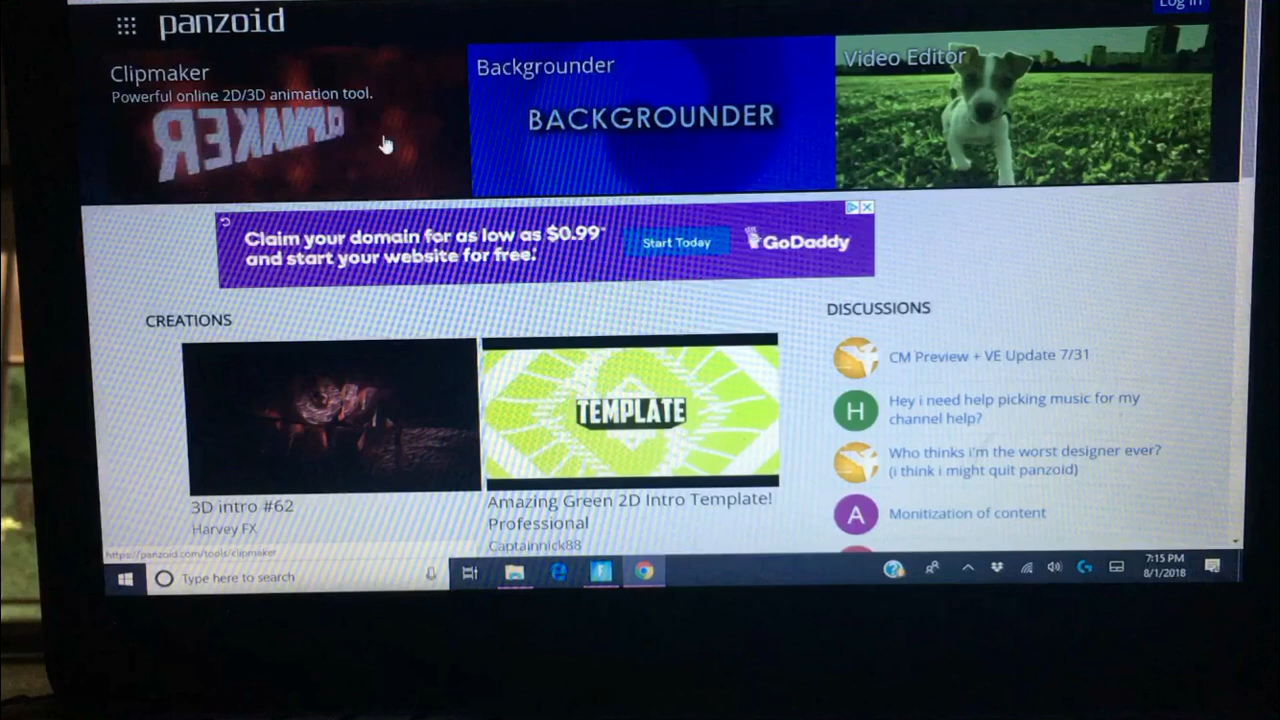 Log in
panzoid
Clipmaker
Powerful online 2D/3D animation tool.
CLIPMAKER
Backgrounder
BACKGROUNDER
Video Editor
Claim your domain for as low as $0.99*
and start your website for free.
Start Today
GoDaddy
CREATIONS
TEMPLATE
3D intro #62
Harvey FX
Amazing Green 2D Intro Template!
Professional
Captainnick88
DISCUSSIONS
CM Preview + VE Update 7/31
H
Hey i need help picking music for my
channel help?
Who thinks i'm the worst designer ever?
(i think i might quit panzoid)
A
Monitization of content
https://panzoid.com/tools/clipmaker
Type here to search
7:15 PM
8/1/2018